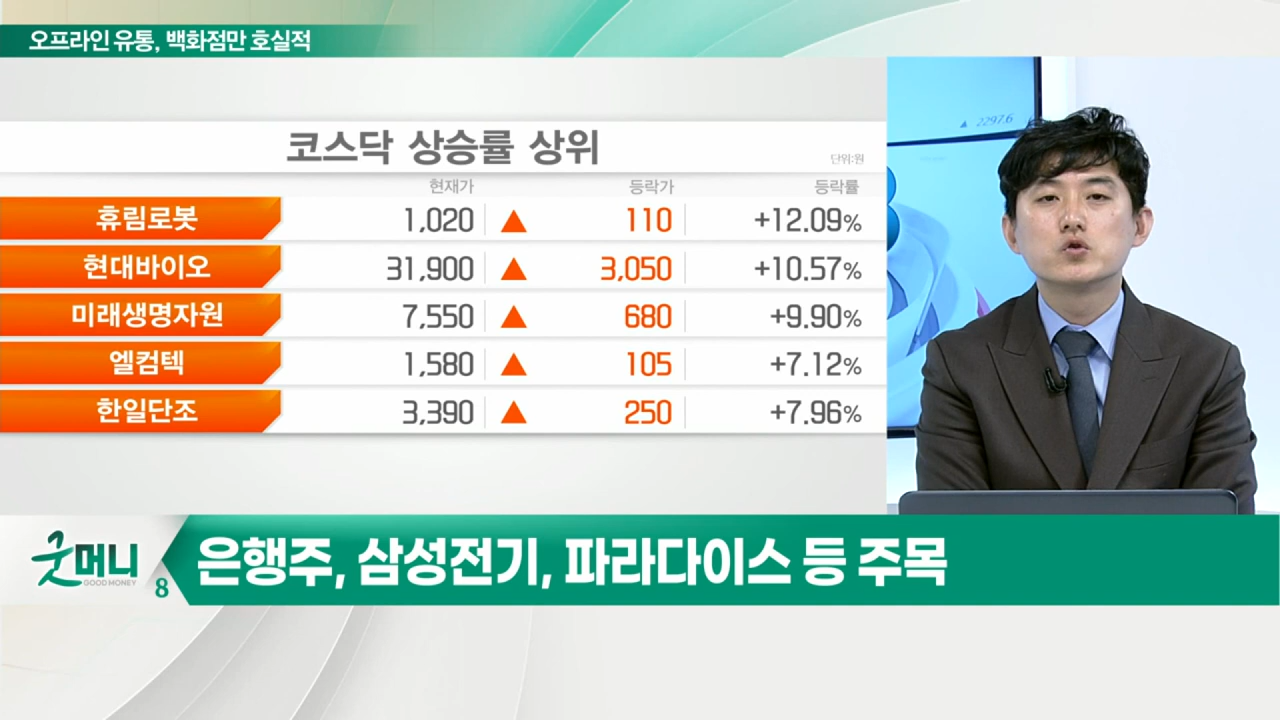 오프라인 유통, 백화점만 호실적
▲ 2297.6
코스닥 상승률 상위
단위:원
현재가 등락가 등락률
휴림로봇 1,020 ▲ 110 +12.09%
현대바이오 31,900 ▲ 3,050 +10.57%
미래생명자원 7,550 ▲ 680 +9.90%
엘컴텍 1,580 ▲ 105 +7.12%
한일단조 3,390 ▲ 250 +7.96%
굿머니 GOOD MONEY 8
은행주, 삼성전기, 파라다이스 등 주목